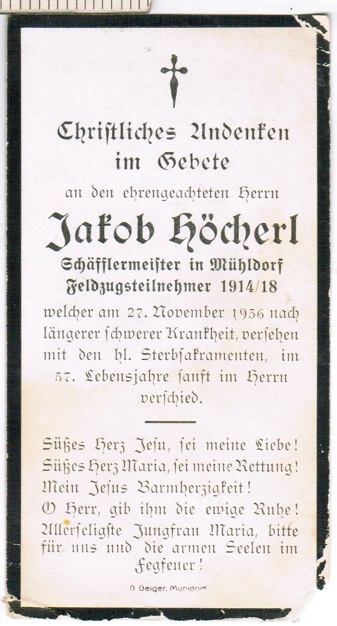 Christliches Andenken
im Gebete
an den ehrengeachteten Herrn
Jakob Höcherl
Schäfflermeister in Mühldorf
Feldzugsteilnehmer 1914/18
welcher am 27. November 1936 nach
längerer schwerer Krankheit, versehen
mit den hl. Sterbsakramenten, im
57. Lebensjahre sanft im Herrn
verschied.
Süßes Herz Jesu, sei meine Liebe!
Süßes Herz Maria, sei meine Rettung!
Mein Jesus Barmherzigkeit!
O Herr, gib ihm die ewige Ruhe!
Allerseligste Jungfrau Maria, bitte
für uns und die armen Seelen im
Fegfeuer!
D. Geiger, Mühldorf